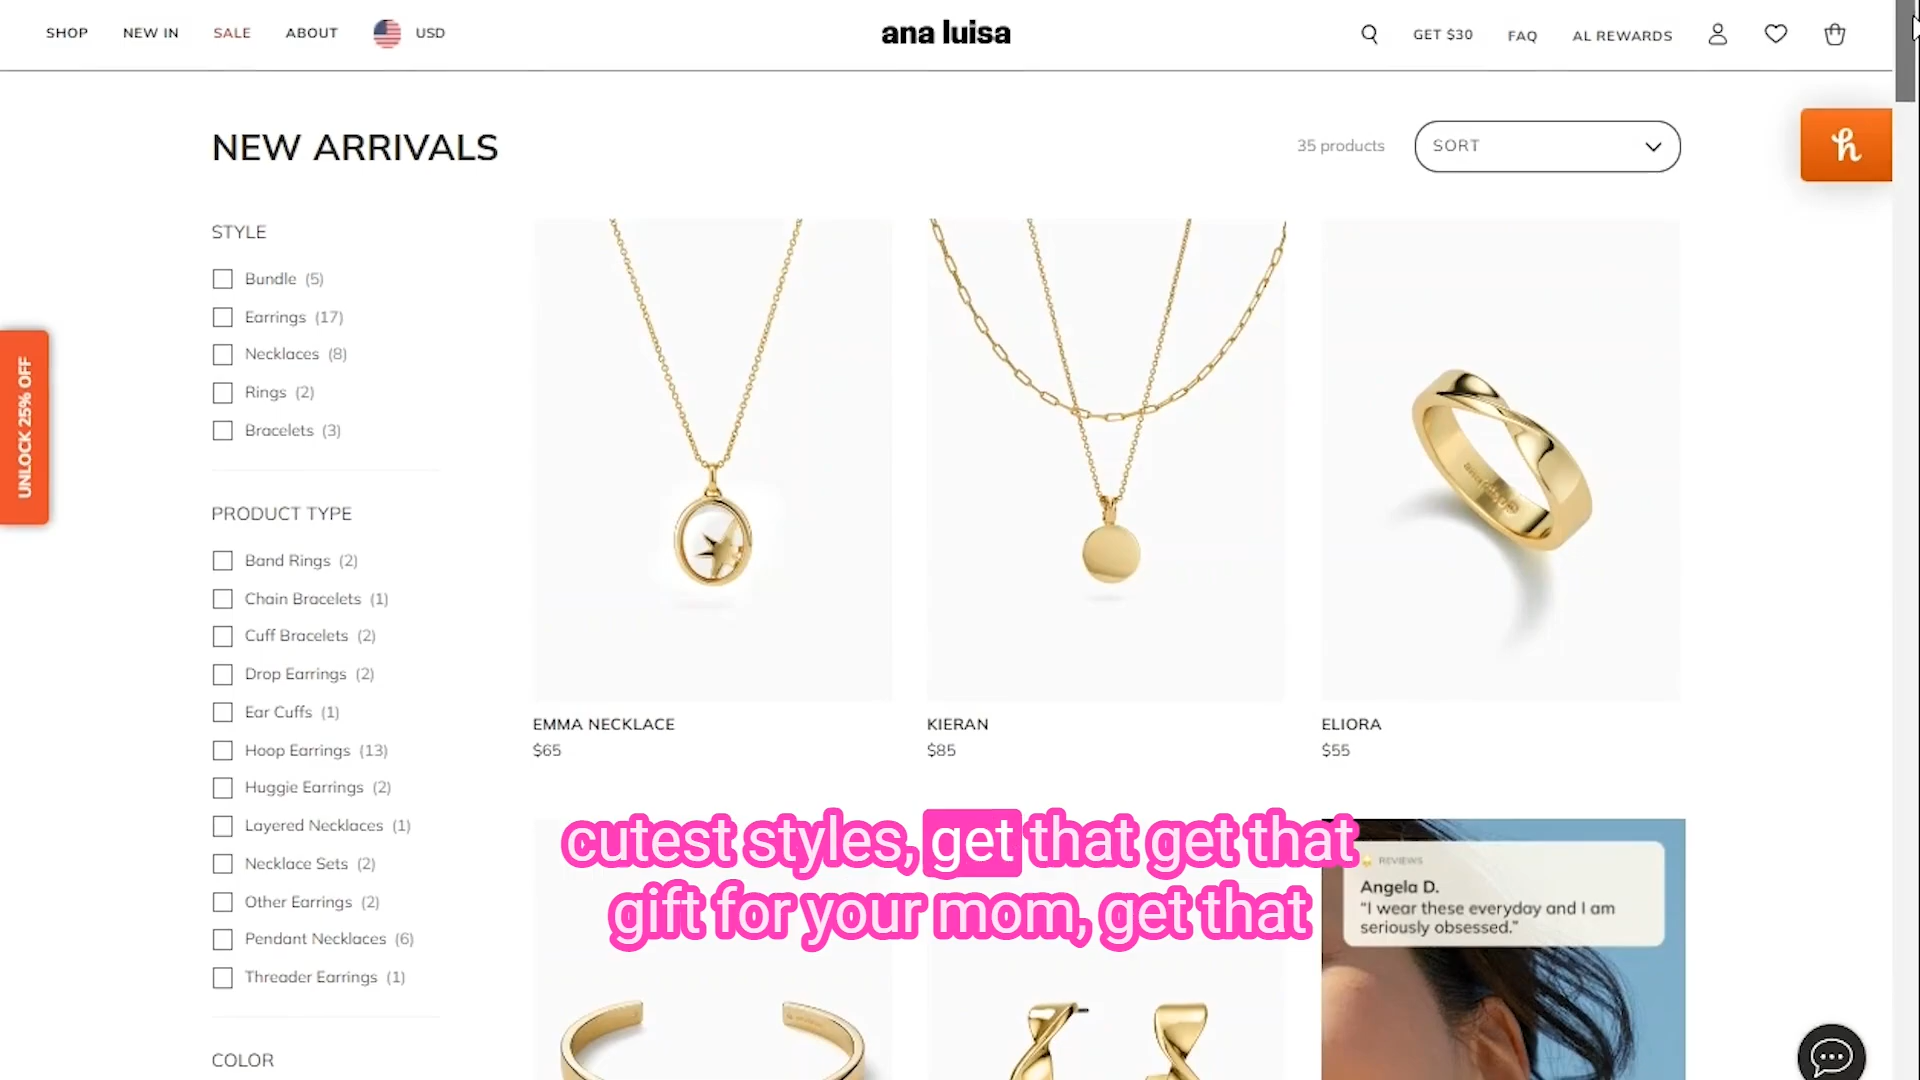 SHOP
NEW IN
SALE
ABOUT
USD
ana luisa
GET $30
FAQ
AL REWARDS
NEW ARRIVALS
35 products
SORT
h
UNLOCK 25% OFF
STYLE
Bundle (5)
Earrings (17)
Necklaces (8)
Rings (2)
Bracelets (3)
PRODUCT TYPE
Band Rings (2)
Chain Bracelets (1)
Cuff Bracelets (2)
Drop Earrings (2)
Ear Cuffs (1)
Hoop Earrings (13)
Huggie Earrings (2)
Layered Necklaces (1)
Necklace Sets (2)
Other Earrings (2)
Pendant Necklaces (6)
Threader Earrings (1)
COLOR
EMMA NECKLACE
$65
KIERAN
$85
ELIORA
$55
cutest styles, get that get that
gift for your mom, get that
REVIEWS
Angela D.
“I wear these everyday and I am
seriously obsessed.”